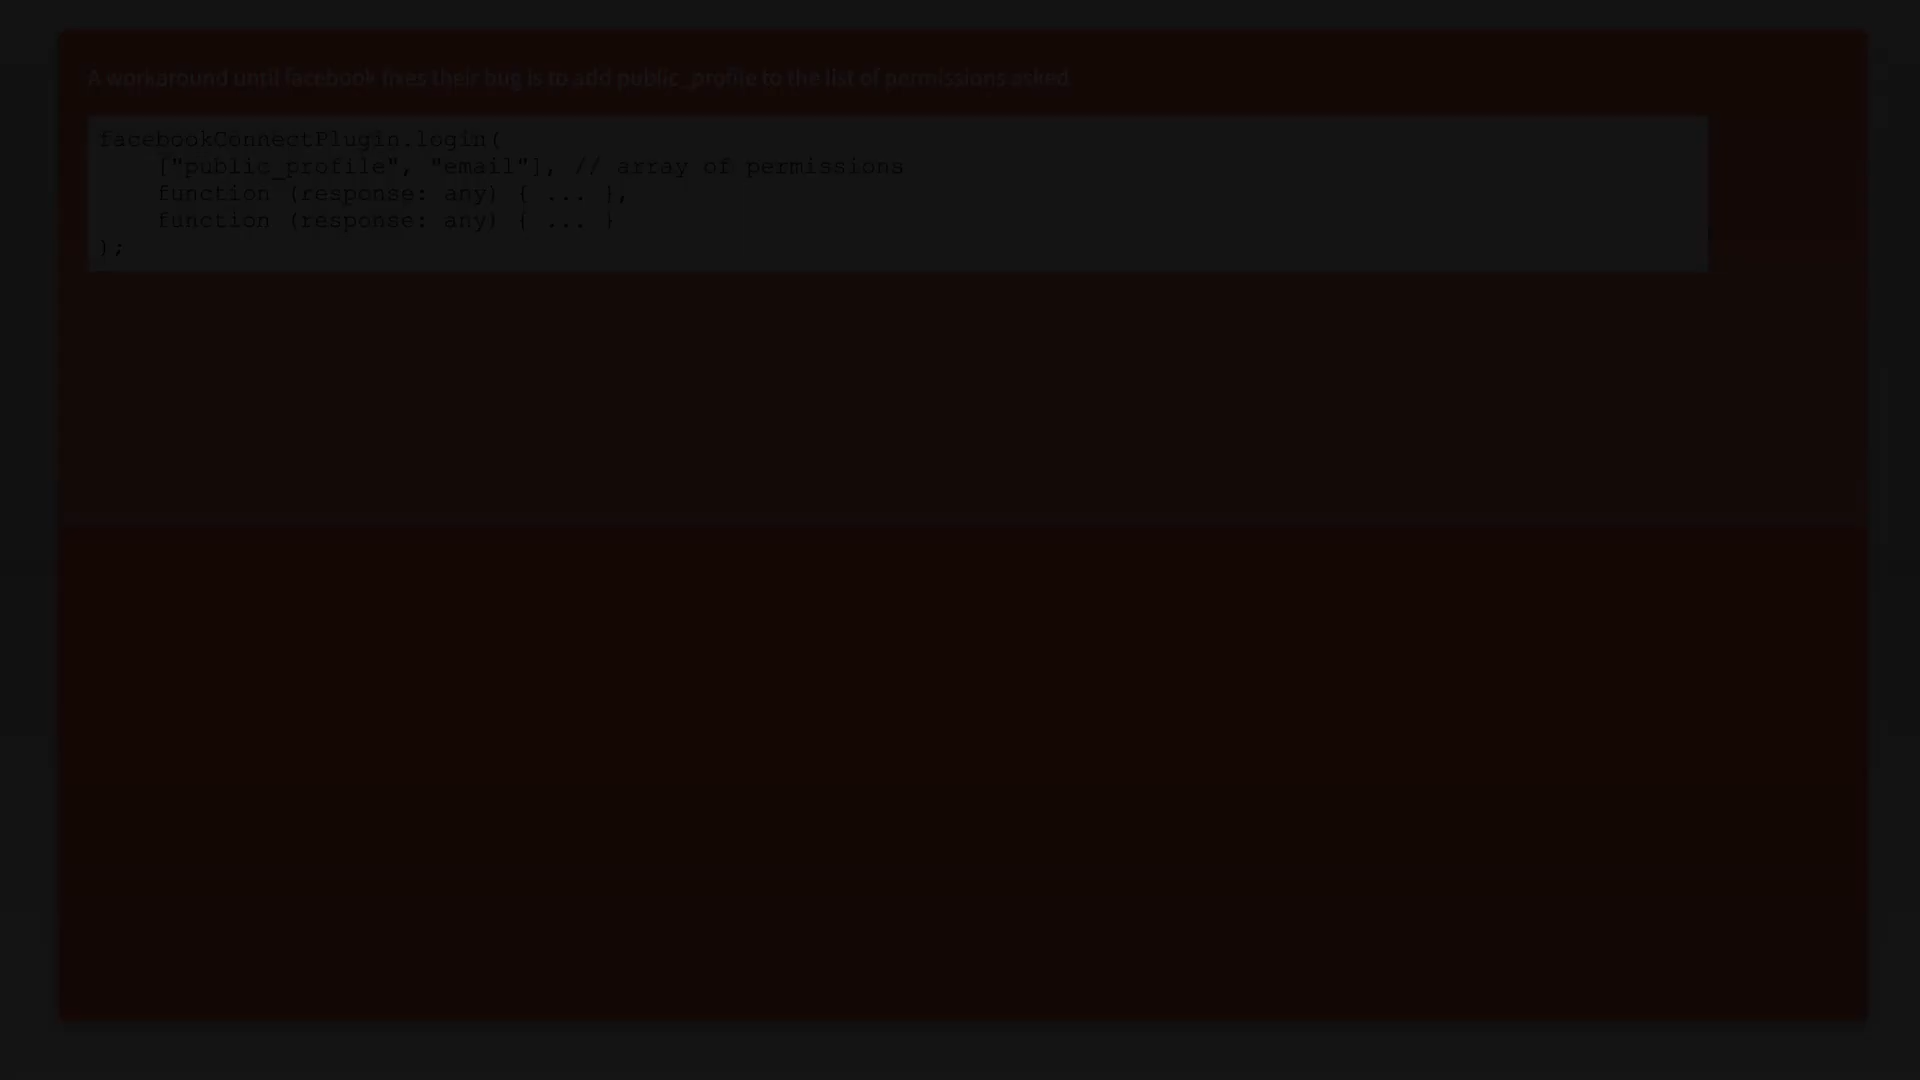 A workaround until facebook fixes their bug is to add public_profile to the list of permissions asked
facebookConnectPlugin.login(
    ["public_profile", "email"], // array of permissions
    function (response: any) { ... },
    function (response: any) { ... }
);